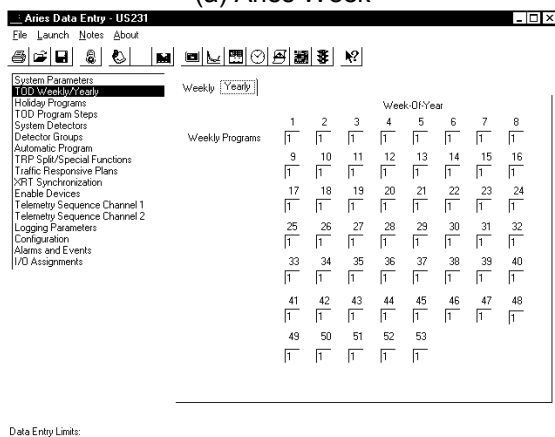 (a) Aries Week
Aries Data Entry - US231
File Launch Notes About
System Parameters
TOD Weekly/Yearly
Holiday Programs
TOD Program Steps
System Detectors
Detector Groups
Automatic Program
TRP Split/Special Functions
Traffic Responsive Plans
XRT Synchronization
Enable Devices
Telemetry Sequence Channel 1
Telemetry Sequence Channel 2
Logging Parameters
Configuration
Alarms and Events
I/O Assignments
Weekly Yearly
Week-Of-Year
1 2 3 4 5 6 7 8
Weekly Programs 1 1 1 1 1 1 1 1
9 10 11 12 13 14 15 16
1 1 1 1 1 1 1 1
17 18 19 20 21 22 23 24
1 1 1 1 1 1 1 1
25 26 27 28 29 30 31 32
1 1 1 1 1 1 1 1
33 34 35 36 37 38 39 40
1 1 1 1 1 1 1 1
41 42 43 44 45 46 47 48
1 1 1 1 1 1 1 1
49 50 51 52 53
1 1 1 1 1
Data Entry Limits: